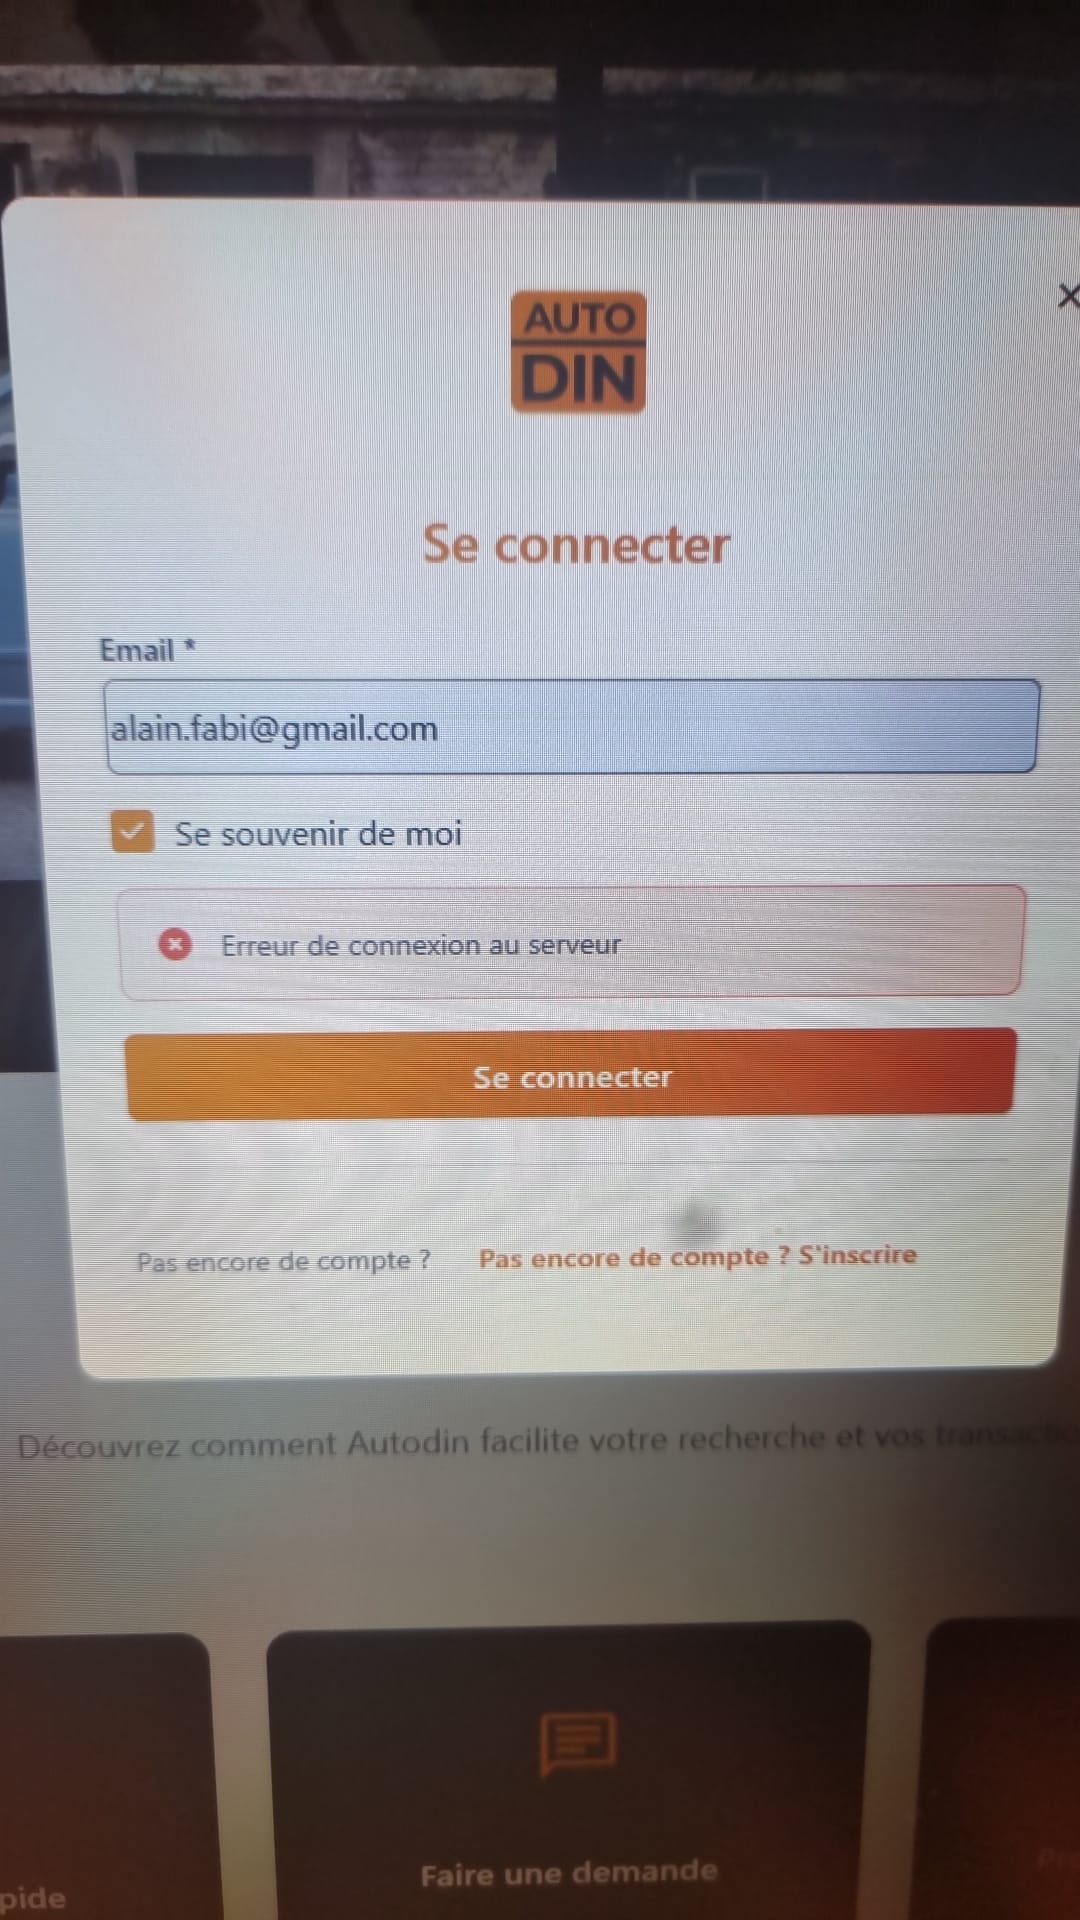 AUTO
DIN
Se connecter
Email *
alain.fabi@gmail.com
Se souvenir de moi
Erreur de connexion au serveur
Se connecter
Pas encore de compte ? Pas encore de compte ? S'inscrire
Découvrez comment Autodin facilite votre recherche et vos
Faire une demande
pide